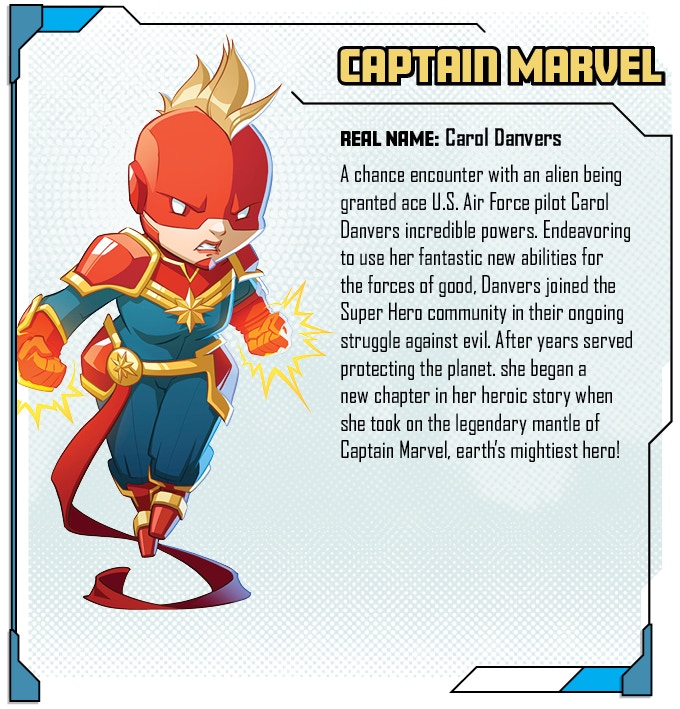 CAPTAIN MARVEL
REAL NAME: Carol Danvers
A chance encounter with an alien being
granted ace U.S. Air Force pilot Carol
Danvers incredible powers. Endeavoring
to use her fantastic new abilities for
the forces of good, Danvers joined the
Super Hero community in their ongoing
struggle against evil. After years served
protecting the planet. she began a
new chapter in her heroic story when
she took on the legendary mantle of
Captain Marvel, earth's mightiest hero!